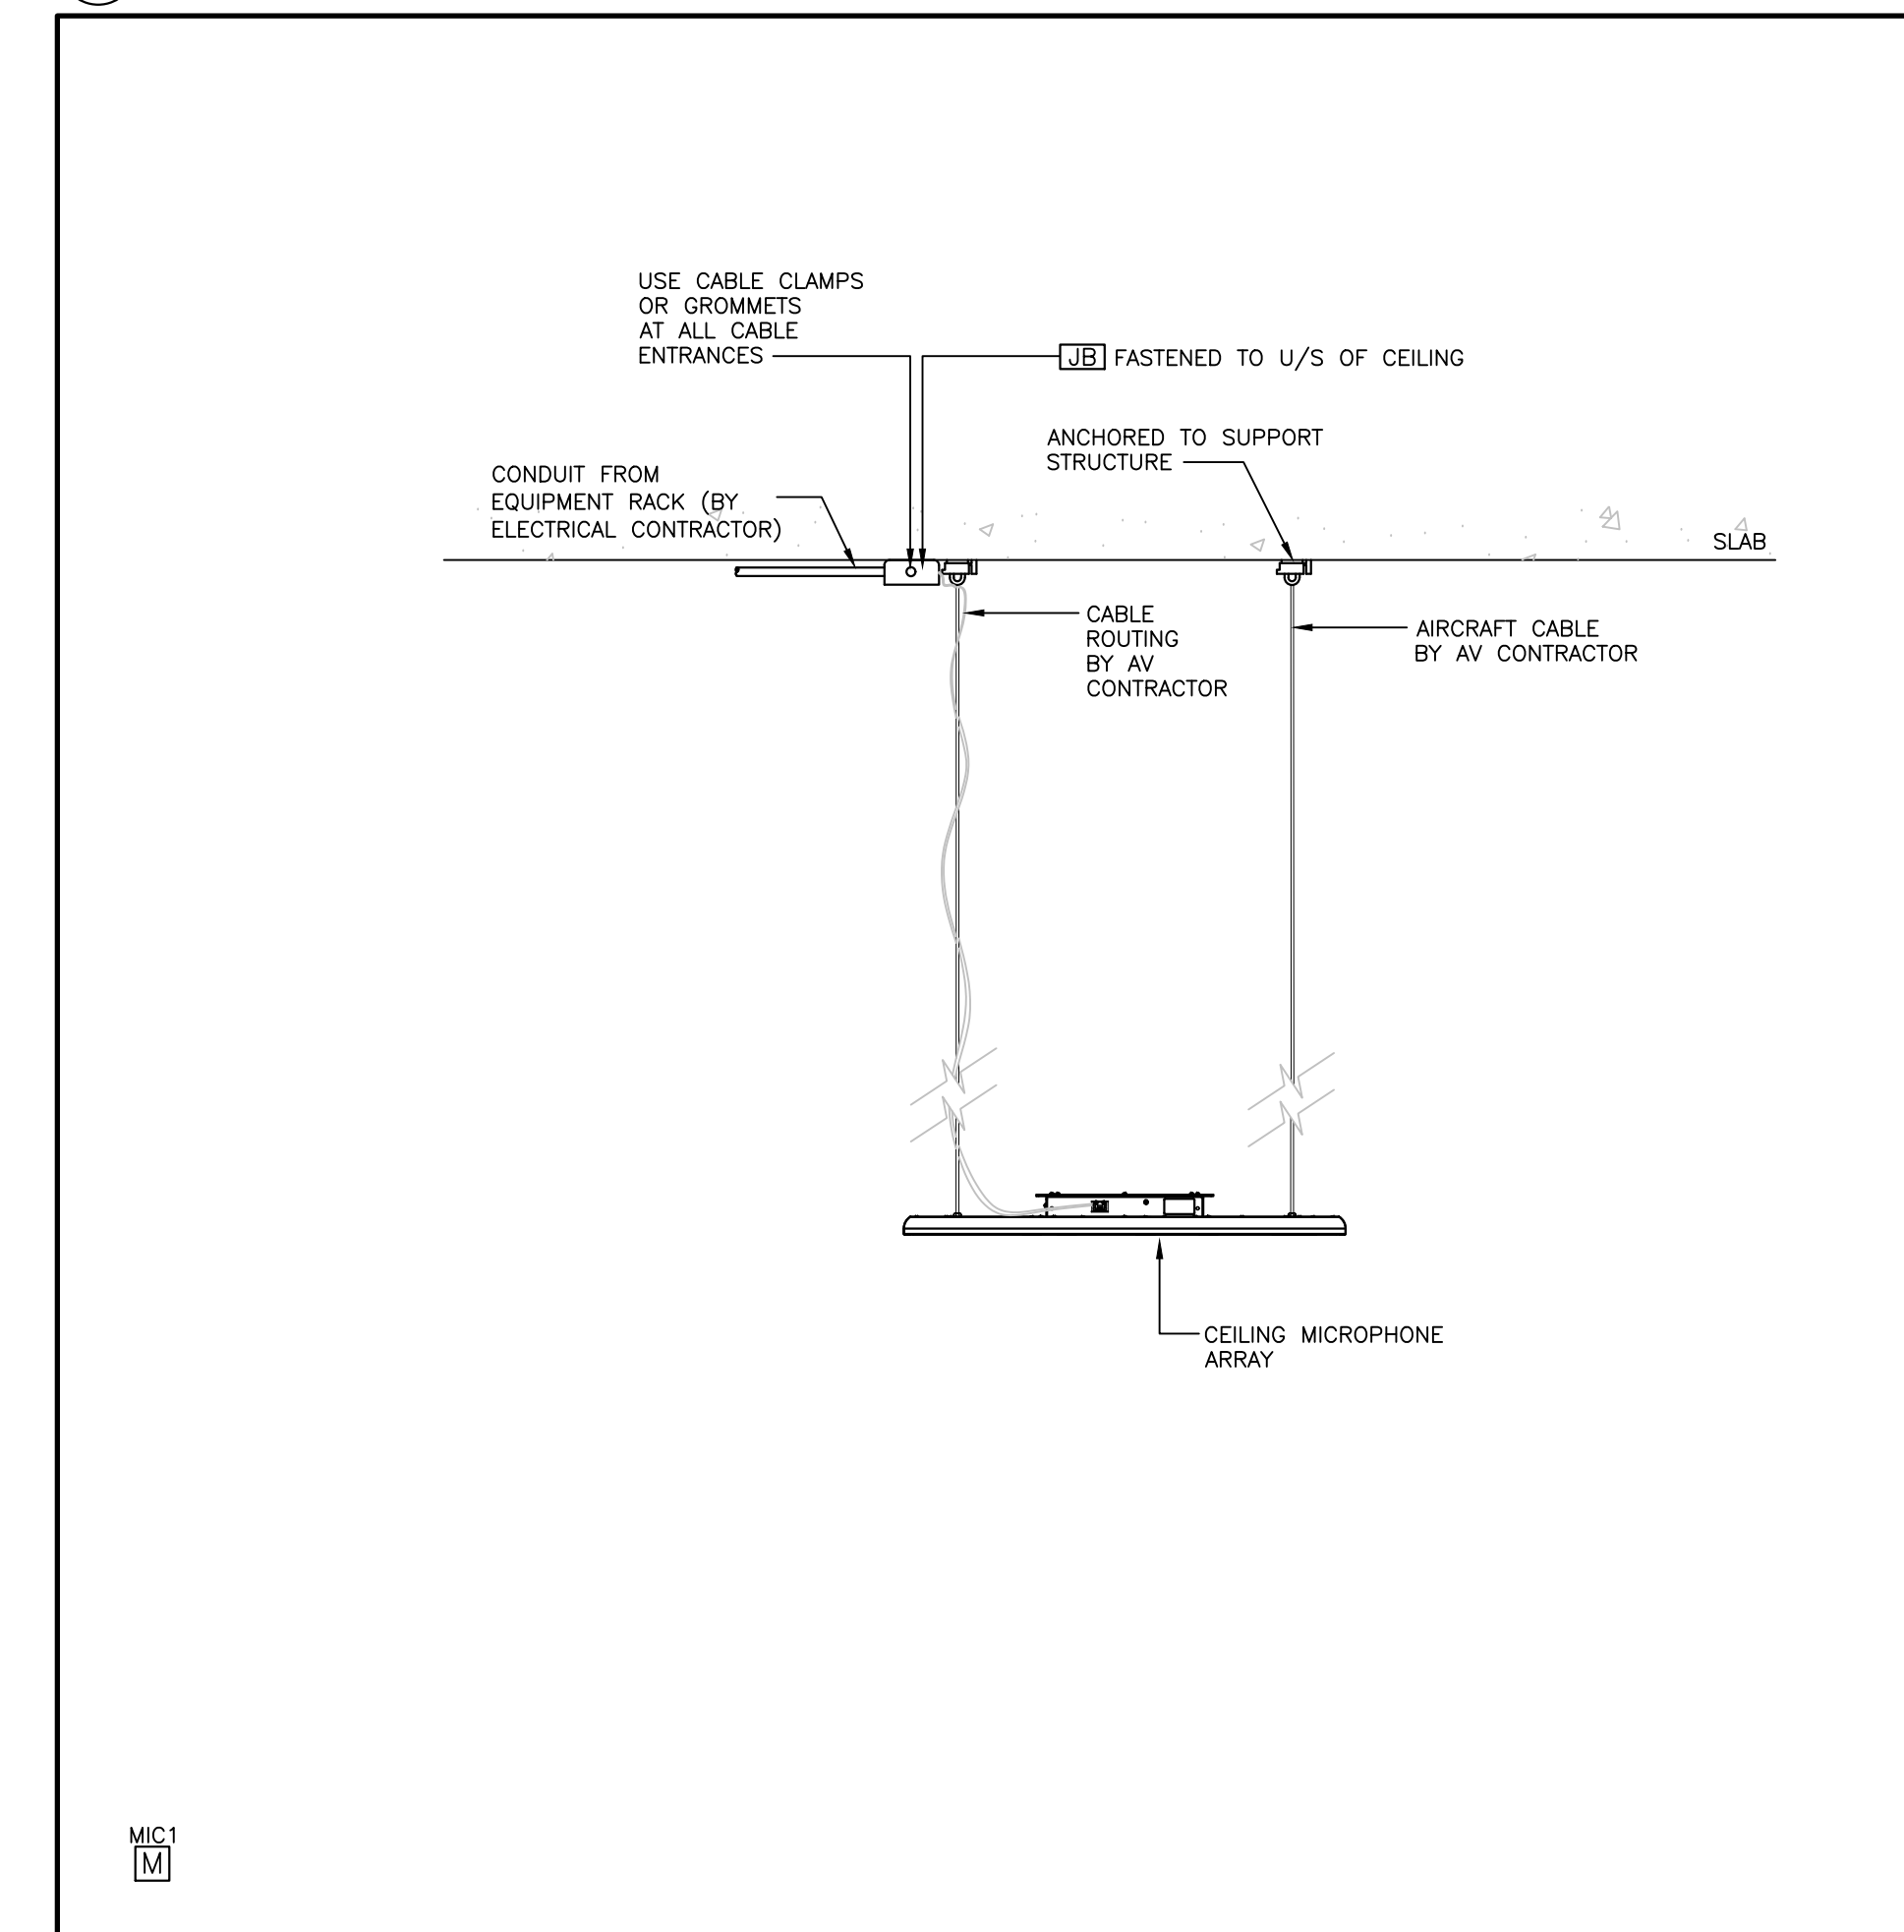 USE CABLE CLAMPS
OR GROMMETS
AT ALL CABLE
ENTRANCES
JB FASTENED TO U/S OF CEILING
ANCHORED TO SUPPORT
STRUCTURE
CONDUIT FROM
EQUIPMENT RACK (BY
ELECTRICAL CONTRACTOR)
SLAB
CABLE
ROUTING
BY AV
CONTRACTOR
AIRCRAFT CABLE
BY AV CONTRACTOR
CEILING MICROPHONE
ARRAY
MIC1
M